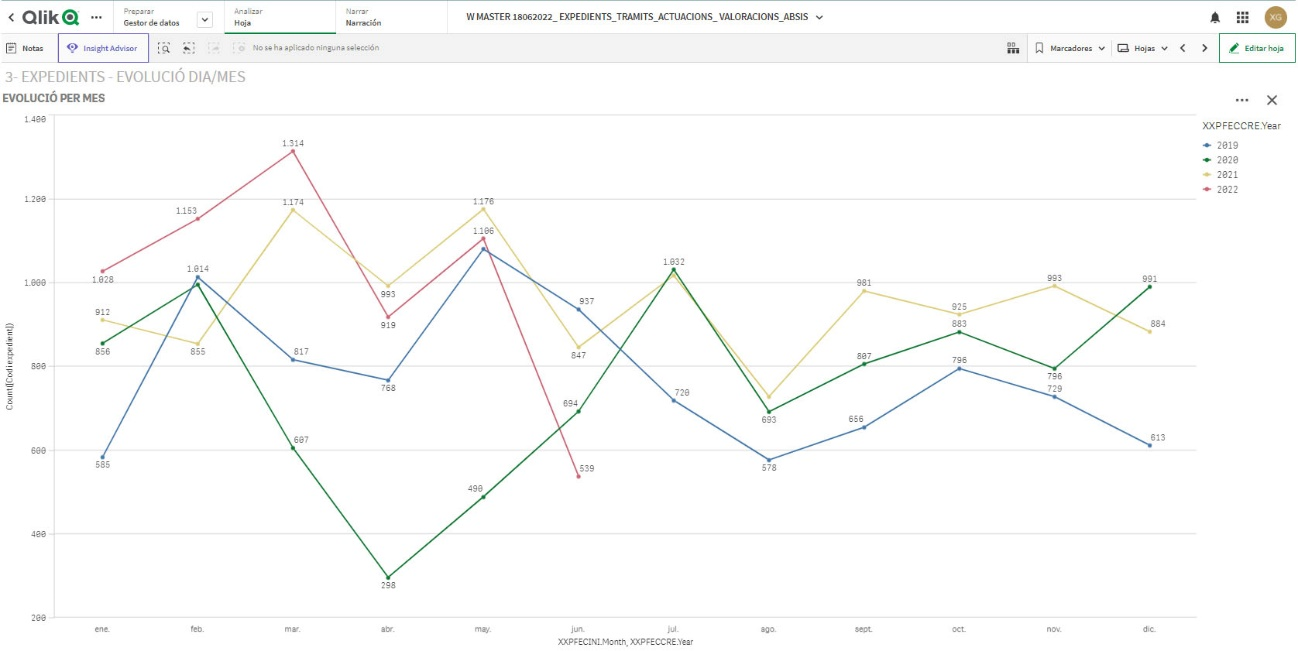 Qlik
Preparar
Gestor de datos
Analizar
Hoja
Narrar
Narración
W MASTER 18062022_ EXPEDIENTS_TRAMITS_ACTUACIONS_ VALORACIONS_ABSIS
XG
Notas
Insight Advisor
No se ha aplicado ninguna selección
Marcadores
Hojas
Editar hoja
3- EXPEDIENTS - EVOLUCIÓ DIA/MES
EVOLUCIÓ PER MES
XXPFECCRE.Year
2019
2020
2021
2022
1.400
1.200
1.000
800
600
400
200
1.314
1.153
1.174
1.176
1.106
1.028
1.014
1.032
993
981
993
991
912
919
937
925
883
884
856
855
847
817
807
768
796
796
720
729
694
693
656
607
613
585
578
539
490
298
ene.
feb.
mar.
abr.
may.
jun.
jul.
ago.
sept.
oct.
nov.
dic.
XXPFECINI.Month, XXPFECCRE.Year